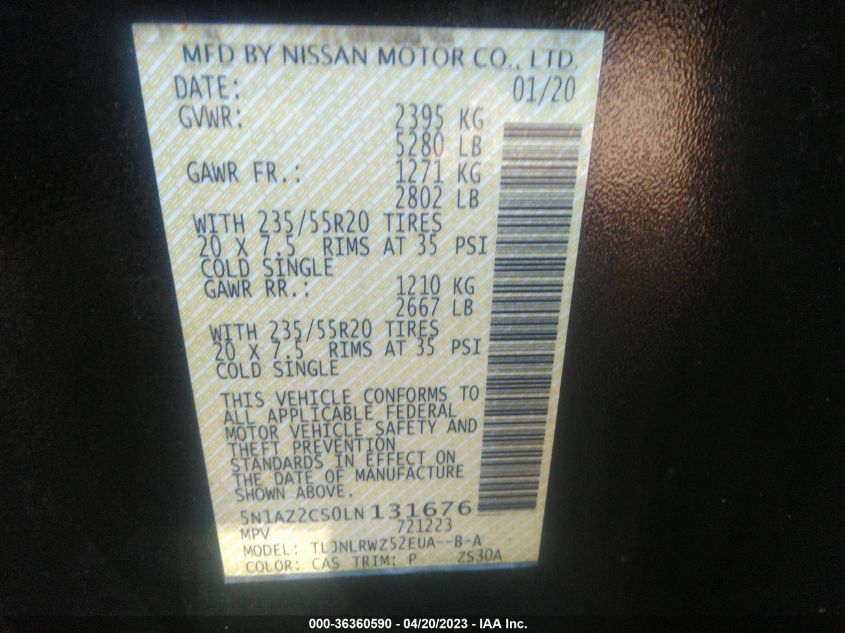 MFD BY NISSAN MOTOR CO., LTD.
DATE: 01/20
GVWR: 2395 KG
5280 LB
GAWR FR.: 1271 KG
2802 LB
WITH 235/55R20 TIRES
20 X 7.5 RIMS AT 35 PSI
COLD SINGLE
GAWR RR.: 1210 KG
2667 LB
WITH 235/55R20 TIRES
20 X 7.5 RIMS AT 35 PSI
COLD SINGLE
THIS VEHICLE CONFORMS TO
ALL APPLICABLE FEDERAL
MOTOR VEHICLE SAFETY AND
THEFT PREVENTION
STANDARDS IN EFFECT ON
THE DATE OF MANUFACTURE
SHOWN ABOVE.
5N1AZ2CS0LN131676
MPV 721223
MODEL: TLJNLRWZ52EUA--B-A
COLOR: CAS TRIM: P ZS30A
000-36360590 - 04/20/2023 - IAA Inc.